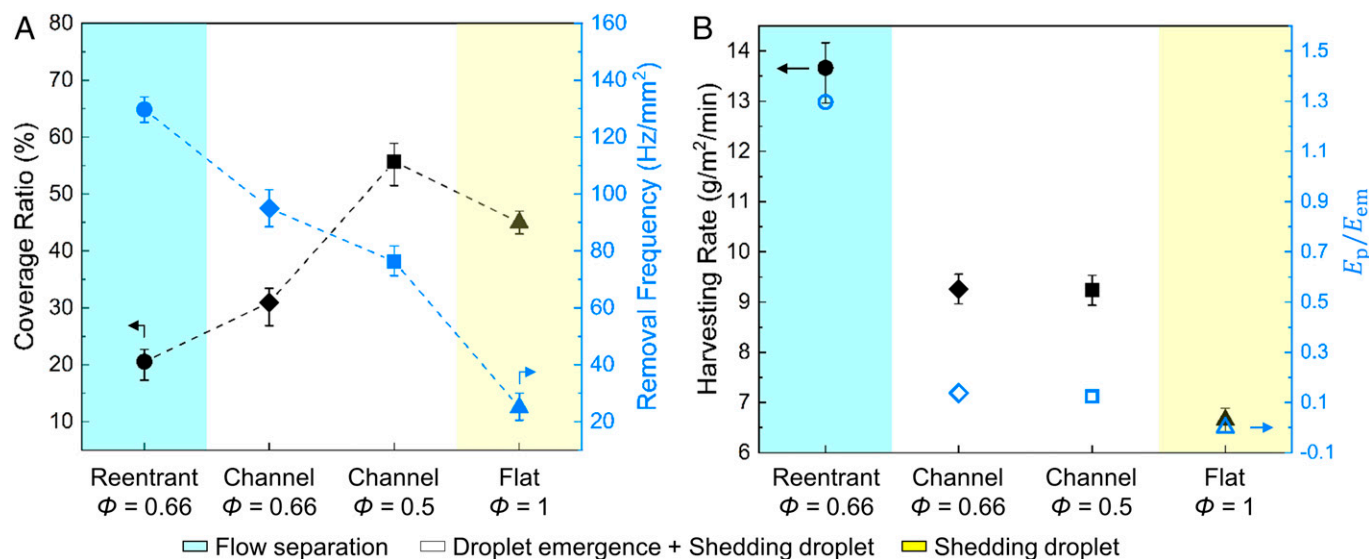 A
B
Coverage Ratio (%)
80
70
60
50
40
30
20
10
160
140
120
100
80
60
40
20
Removal Frequency (Hz/mm²)
Reentrant
Φ = 0.66
Channel
Φ = 0.66
Channel
Φ = 0.5
Flat
Φ = 1
Harvesting Rate (g/m²/min)
14
13
12
11
10
9
8
7
6
1.5
1.3
1.1
0.9
0.7
0.5
0.3
0.1
-0.1
Eₚ/Eₑₘ
Reentrant
Φ = 0.66
Channel
Φ = 0.66
Channel
Φ = 0.5
Flat
Φ = 1
Flow separation
Droplet emergence + Shedding droplet
Shedding droplet